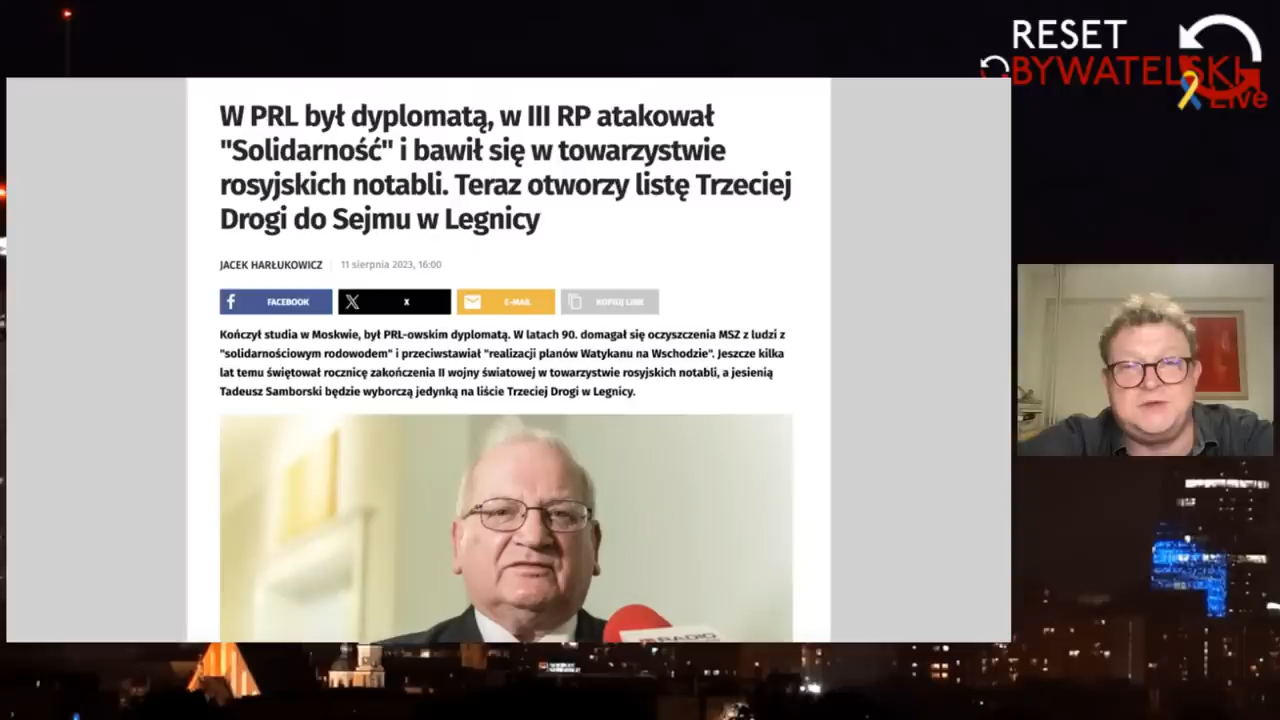 RESET
OBYWATELSKI
Live
W PRL był dyplomatą, w III RP atakował
"Solidarność" i bawił się w towarzystwie
rosyjskich notabli. Teraz otworzy listę Trzeciej
Drogi do Sejmu w Legnicy
JACEK HARŁUKOWICZ 11 sierpnia 2023, 16:00
FACEBOOK X E-MAIL KOPIUJ LINK
Kończył studia w Moskwie, był PRL-owskim dyplomatą. W latach 90. domagał się oczyszczenia MSZ z ludzi z
"solidarnościowym rodowodem" i przeciwstawiał "realizacji planów Watykanu na Wschodzie". Jeszcze kilka
lat temu świętował rocznicę zakończenia II wojny światowej w towarzystwie rosyjskich notabli, a jesienią
Tadeusz Samborski będzie wyborczą jedynką na liście Trzeciej Drogi w Legnicy.
RADIO